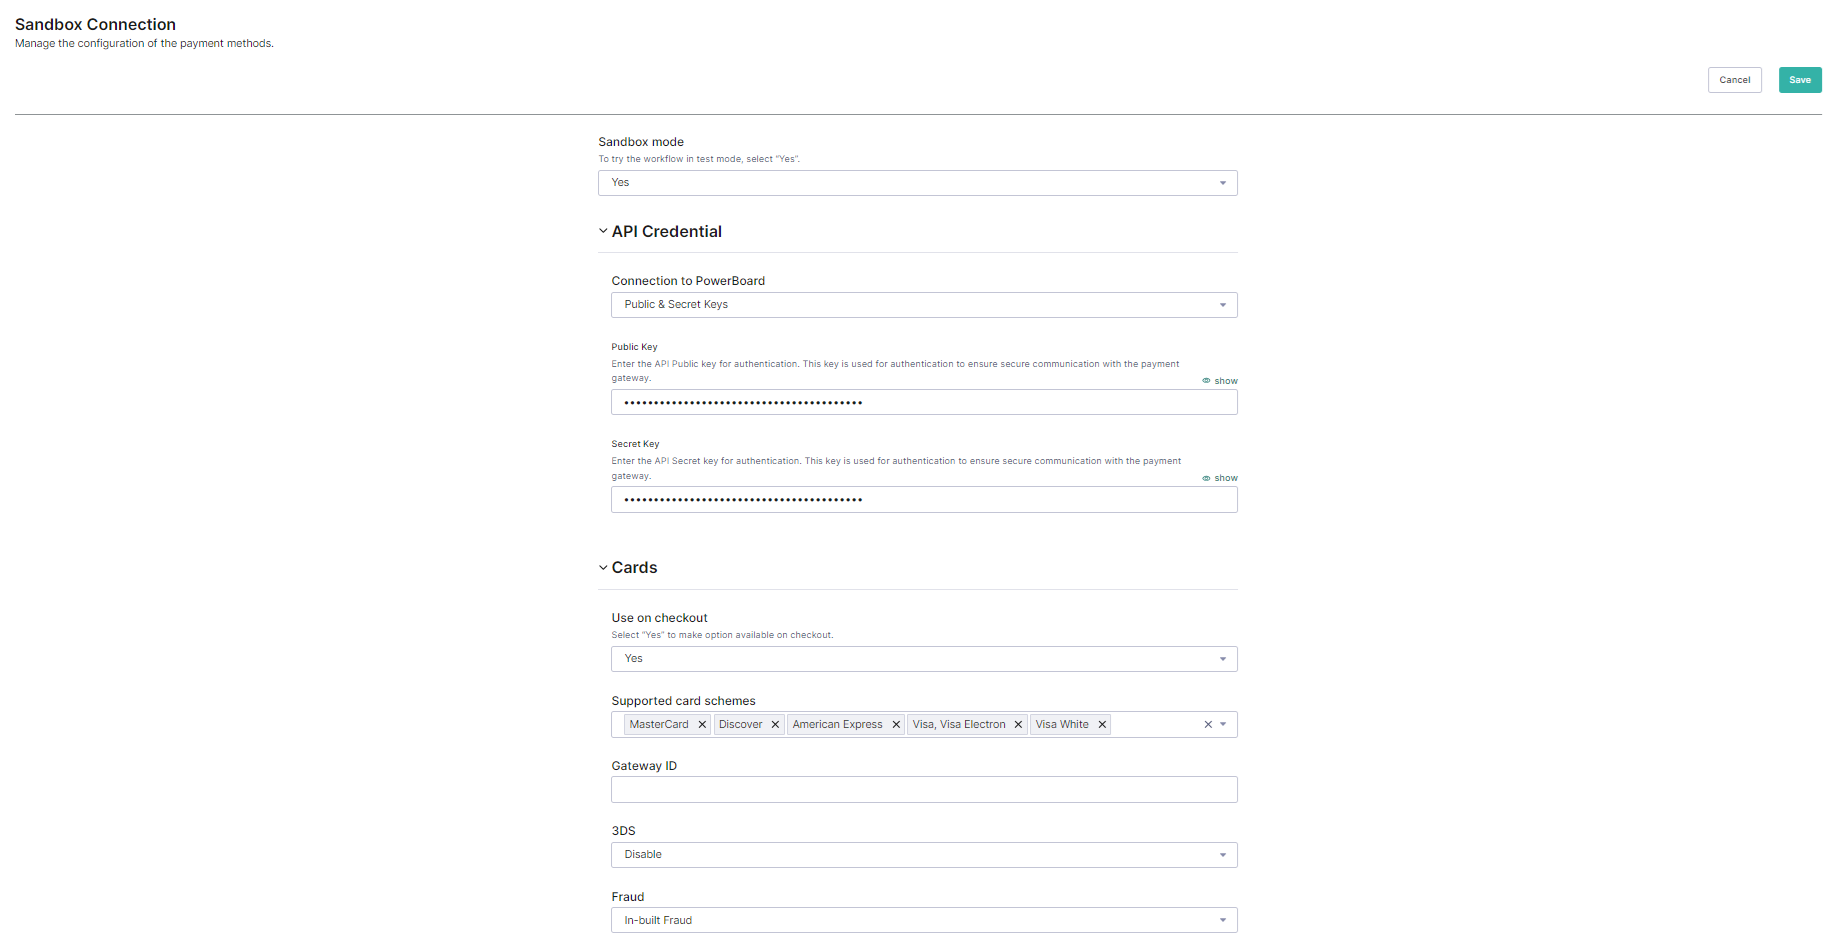 Sandbox Connection
Manage the configuration of the payment methods.
Cancel
Save
Sandbox mode
To try the workflow in test mode, select "Yes".
Yes
API Credential
Connection to PowerBoard
Public & Secret Keys
Public Key
Enter the API Public key for authentication. This key is used for authentication to ensure secure communication with the payment
gateway.
show
••••••••••••••••••••••••••••••••••••••••
Secret Key
Enter the API Secret key for authentication. This key is used for authentication to ensure secure communication with the payment
gateway.
show
••••••••••••••••••••••••••••••••••••••••
Cards
Use on checkout
Select "Yes" to make option available on checkout.
Yes
Supported card schemes
MasterCard × Discover × American Express × Visa, Visa Electron × Visa White × ×
Gateway ID
3DS
Disable
Fraud
In-built Fraud